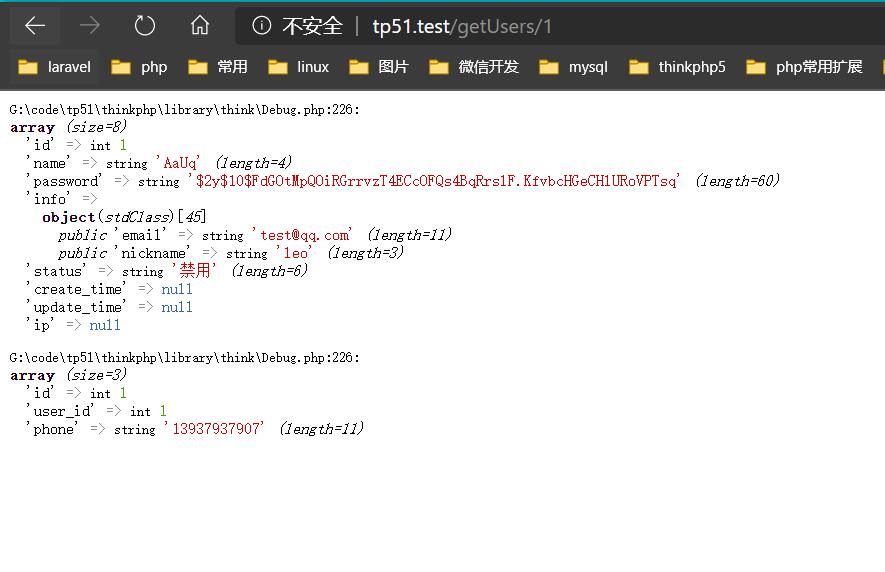 不安全 | tp51.test/getUsers/1
laravel php 常用 linux 图片 微信开发 mysql thinkphp5 php常用扩展
G:\code\tp51\thinkphp\library\think\Debug.php:226:
array (size=8)
'id' => int 1
'name' => string 'AaUq' (length=4)
'password' => string '$2y$10$FdGOtMpQOiRGrrvzT4ECcOFQs4BqRrs1F.KfvbcHGeCH1URoVPTsq' (length=60)
'info' =>
object(stdClass)[45]
public 'email' => string 'test@qq.com' (length=11)
public 'nickname' => string 'leo' (length=3)
'status' => string '禁用' (length=6)
'create_time' => null
'update_time' => null
'ip' => null
G:\code\tp51\thinkphp\library\think\Debug.php:226:
array (size=3)
'id' => int 1
'user_id' => int 1
'phone' => string '13937937907' (length=11)